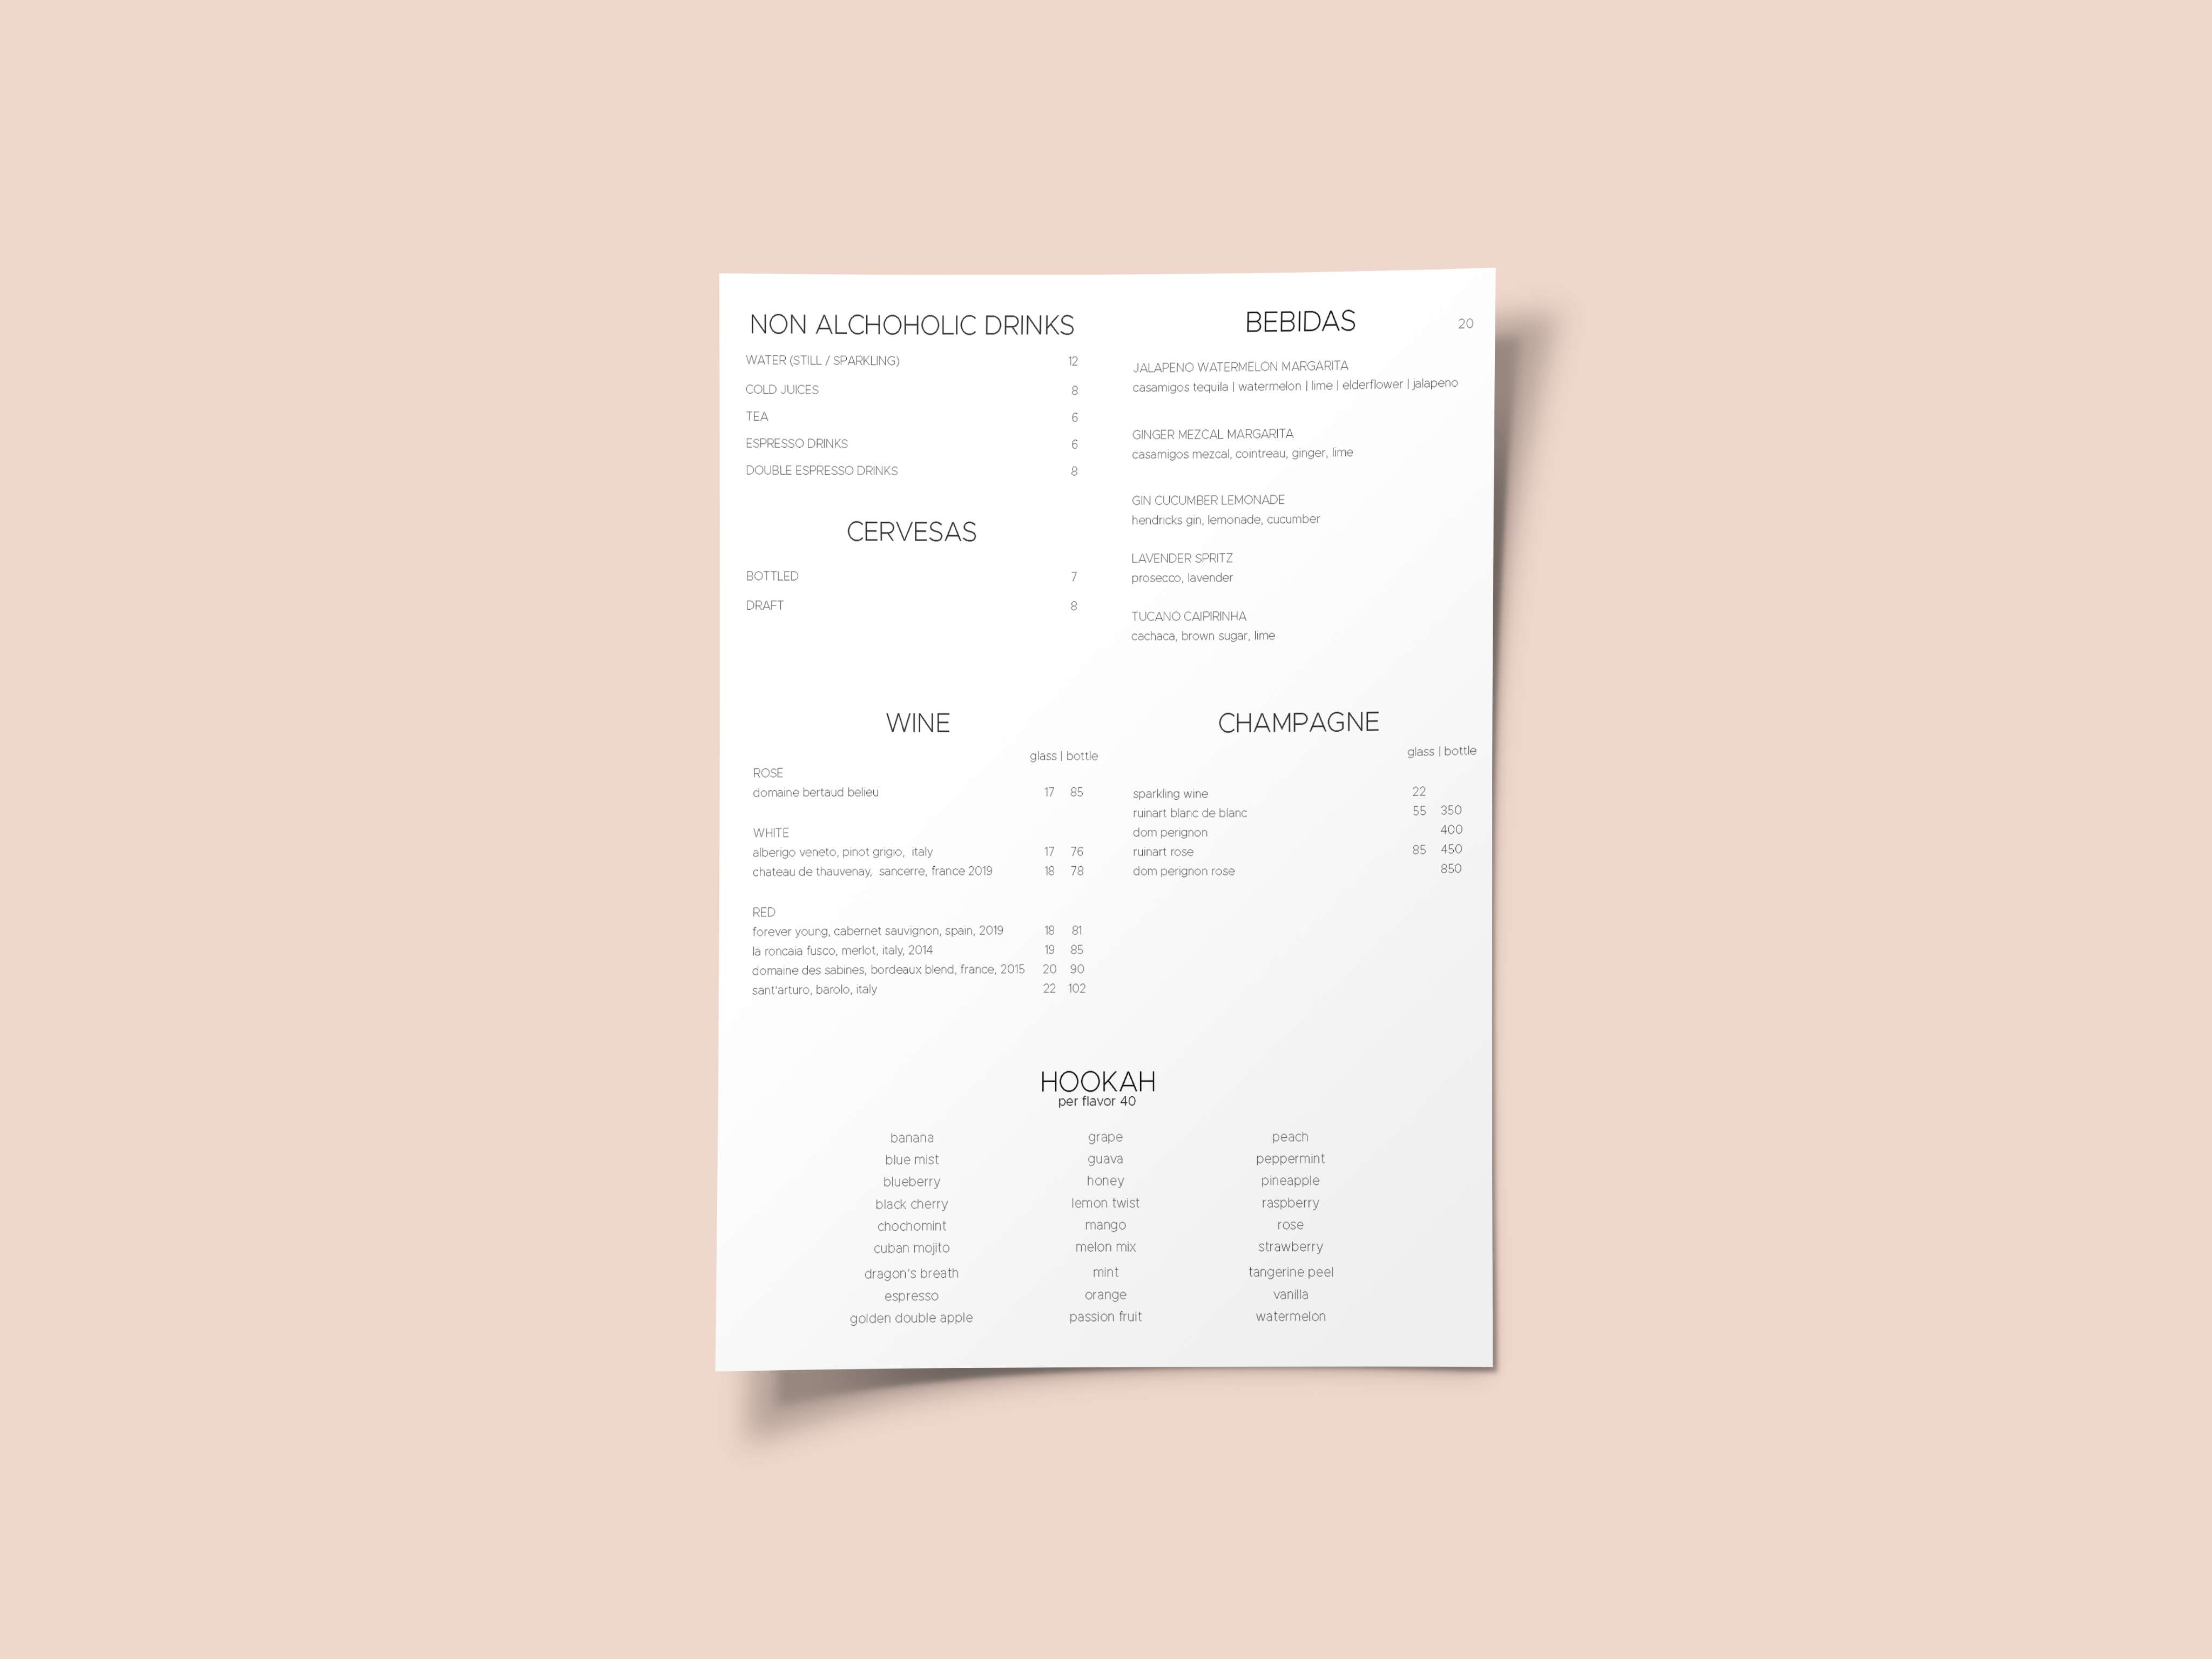 NON ALCHOHOLIC DRINKS
WATER (STILL / SPARKLING) 12
COLD JUICES 8
TEA 6
ESPRESSO DRINKS 6
DOUBLE ESPRESSO DRINKS 8
CERVESAS
BOTTLED 7
DRAFT 8
BEBIDAS 20
JALAPENO WATERMELON MARGARITA
casamigos tequila | watermelon | lime | elderflower | jalapeno
GINGER MEZCAL MARGARITA
casamigos mezcal, cointreau, ginger, lime
GIN CUCUMBER LEMONADE
hendricks gin, lemonade, cucumber
LAVENDER SPRITZ
prosecco, lavender
TUCANO CAIPIRINHA
cachaca, brown sugar, lime
WINE
glass | bottle
ROSE
domaine bertaud belieu 17 85
WHITE
alberigo veneto, pinot grigio, italy 17 76
chateau de thauvenay, sancerre, france 2019 18 78
RED
forever young, cabernet sauvignon, spain, 2019 18 81
la roncaia fusco, merlot, italy, 2014 19 85
domaine des sabines, bordeaux blend, france, 2015 20 90
sant'arturo, barolo, italy 22 102
CHAMPAGNE
glass | bottle
sparkling wine 22
ruinart blanc de blanc 55 350
dom perignon 400
ruinart rose 85 450
dom perignon rose 850
HOOKAH
per flavor 40
banana
blue mist
blueberry
black cherry
chochomint
cuban mojito
dragon's breath
espresso
golden double apple
grape
guava
honey
lemon twist
mango
melon mix
mint
orange
passion fruit
peach
peppermint
pineapple
raspberry
rose
strawberry
tangerine peel
vanilla
watermelon